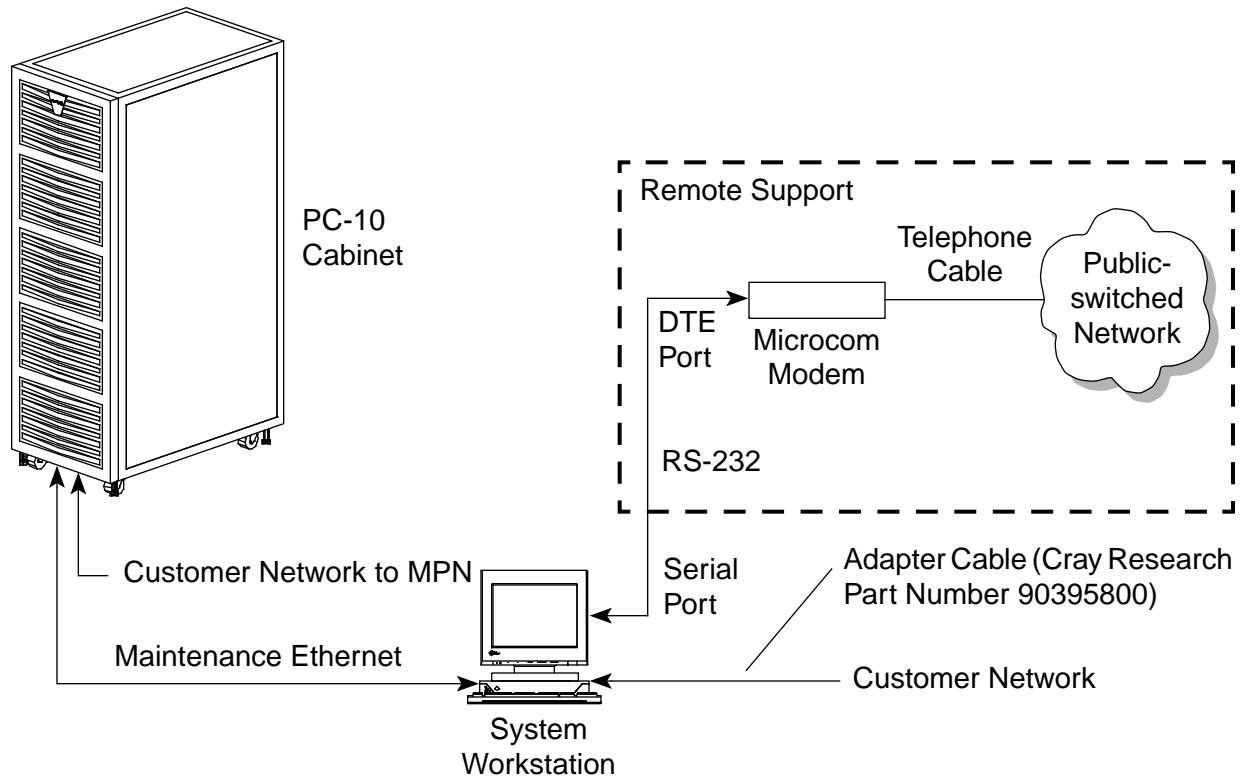 Remote Support
PC-10
Cabinet
Telephone
Cable
Public-
switched
Network
DTE
Port
Microcom
Modem
RS-232
Customer Network to MPN
Serial
Port
Adapter Cable (Cray Research
Part Number 90395800)
Maintenance Ethernet
Customer Network
System
Workstation